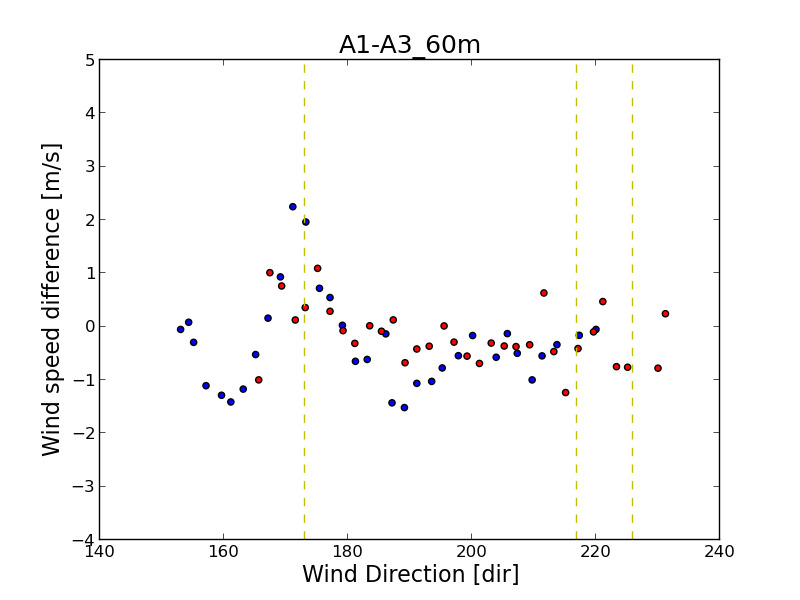 A1-A3_60m
5
4
3
2
1
0
−1
−2
−3
−4
Wind speed difference [m/s]
140 160 180 200 220 240
Wind Direction [dir]